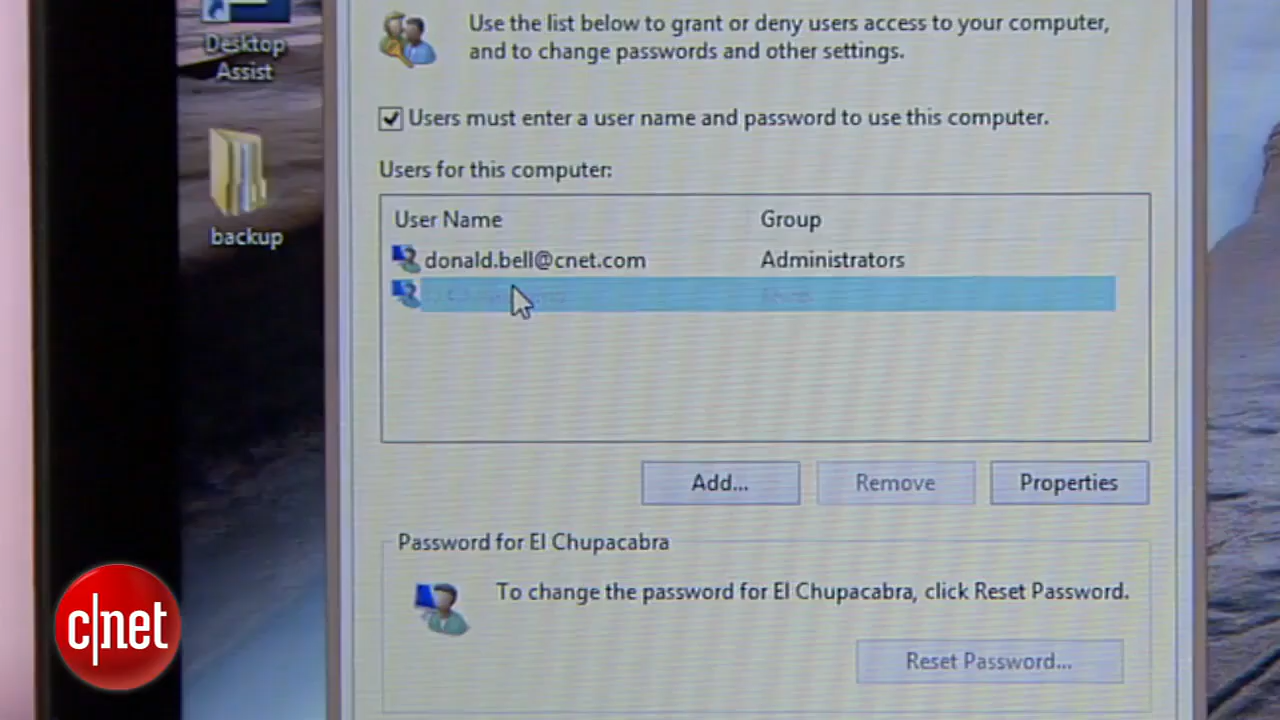 Desktop
Assist
backup
Use the list below to grant or deny users access to your computer,
and to change passwords and other settings.
Users must enter a user name and password to use this computer.
Users for this computer:
User Name Group
donald.bell@cnet.com Administrators
Add... Remove Properties
Password for El Chupacabra
To change the password for El Chupacabra, click Reset Password.
Reset Password...
c|net